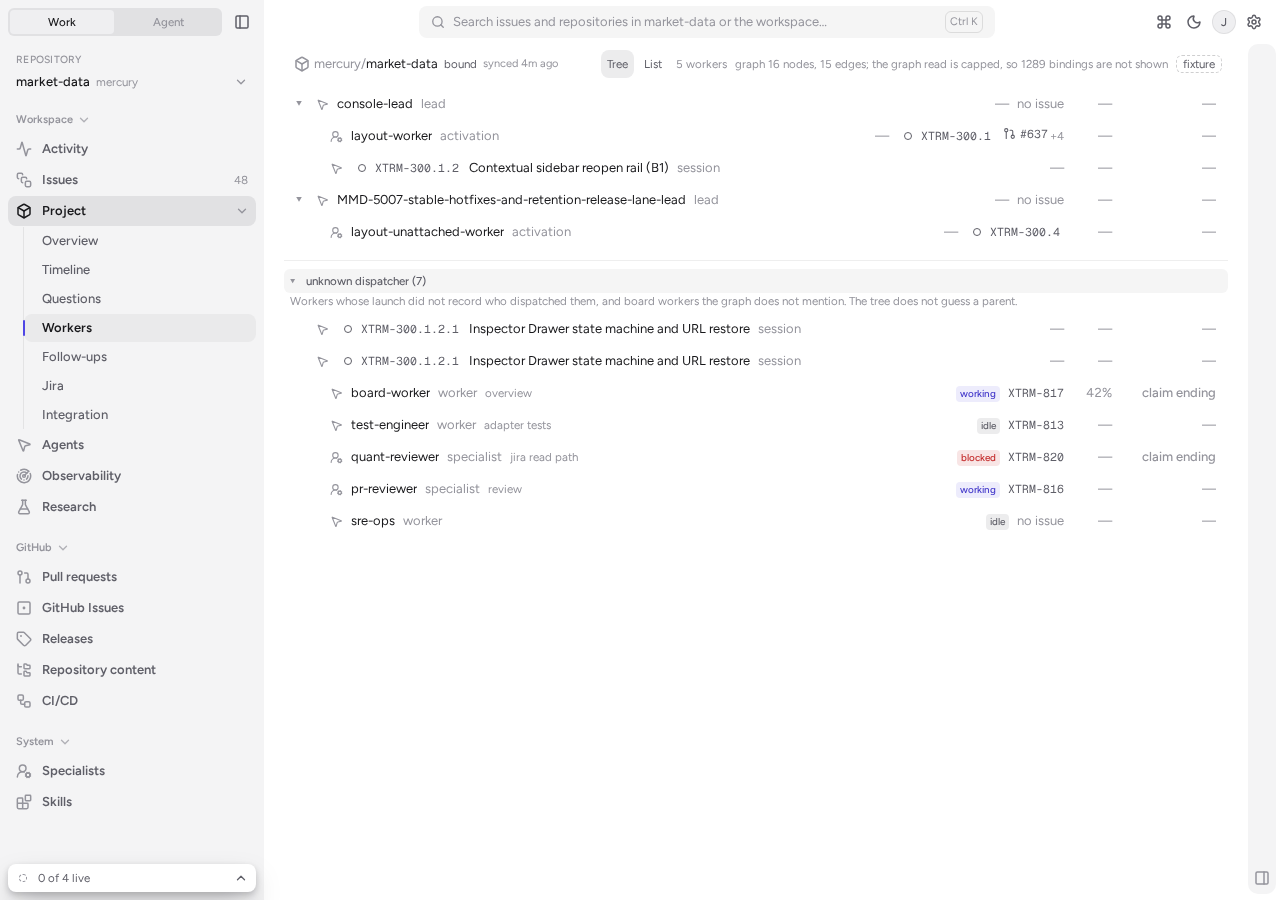 Work Agent
Search issues and repositories in market-data or the workspace... Ctrl K
J
REPOSITORY
market-data mercury
Workspace
Activity
Issues 48
Project
Overview
Timeline
Questions
Workers
Follow-ups
Jira
Integration
Agents
Observability
Research
GitHub
Pull requests
GitHub Issues
Releases
Repository content
CI/CD
System
Specialists
Skills
0 of 4 live
mercury/market-data bound synced 4m ago Tree List 5 workers graph 16 nodes, 15 edges; the graph read is capped, so 1289 bindings are not shown fixture
console-lead lead — no issue — —
layout-worker activation — XTRM-300.1 #637 +4 — —
XTRM-300.1.2 Contextual sidebar reopen rail (B1) session — — —
MMD-5007-stable-hotfixes-and-retention-release-lane-lead lead — no issue — —
layout-unattached-worker activation — XTRM-300.4 — —
unknown dispatcher (7)
Workers whose launch did not record who dispatched them, and board workers the graph does not mention. The tree does not guess a parent.
XTRM-300.1.2.1 Inspector Drawer state machine and URL restore session — — —
XTRM-300.1.2.1 Inspector Drawer state machine and URL restore session — — —
board-worker worker overview working XTRM-817 42% claim ending
test-engineer worker adapter tests idle XTRM-813 — —
quant-reviewer specialist jira read path blocked XTRM-820 — claim ending
pr-reviewer specialist review working XTRM-816 — —
sre-ops worker idle no issue — —